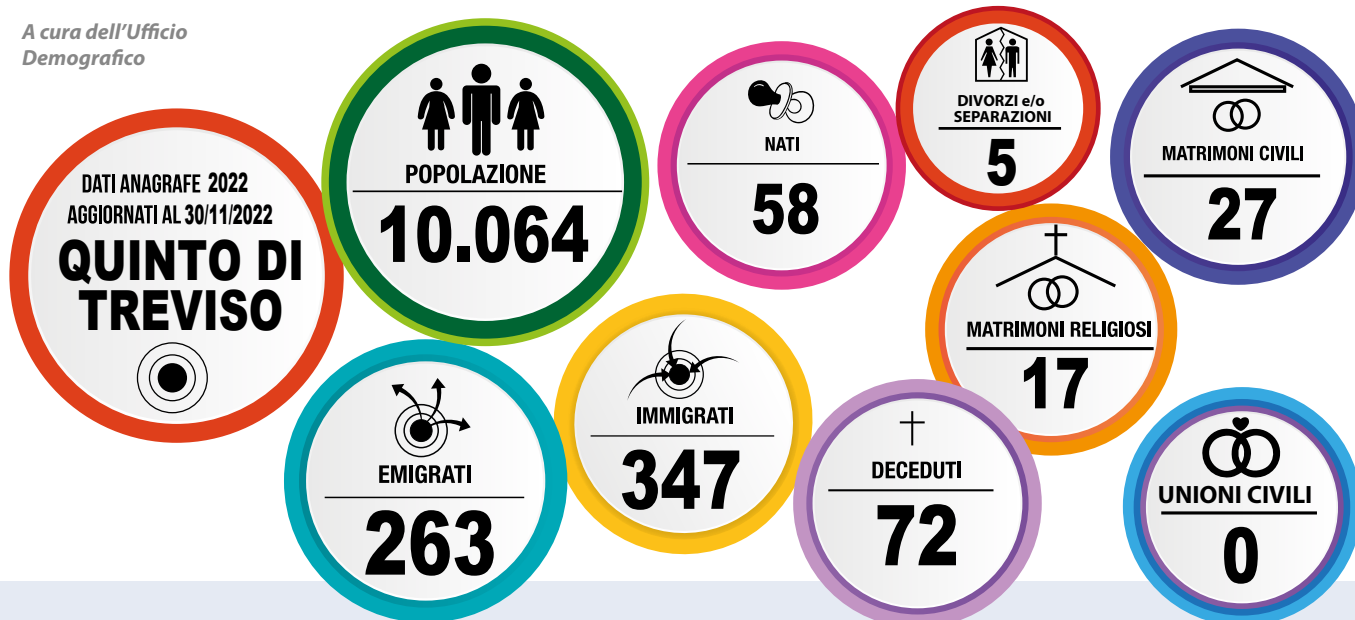 A cura dell'Ufficio
Demografico
DATI ANAGRAFE 2022
AGGIORNATI AL 30/11/2022
QUINTO DI
TREVISO
POPOLAZIONE
10.064
NATI
58
DIVORZI e/o
SEPARAZIONI
5
MATRIMONI CIVILI
27
MATRIMONI RELIGIOSI
17
EMIGRATI
263
IMMIGRATI
347
DECEDUTI
72
UNIONI CIVILI
0